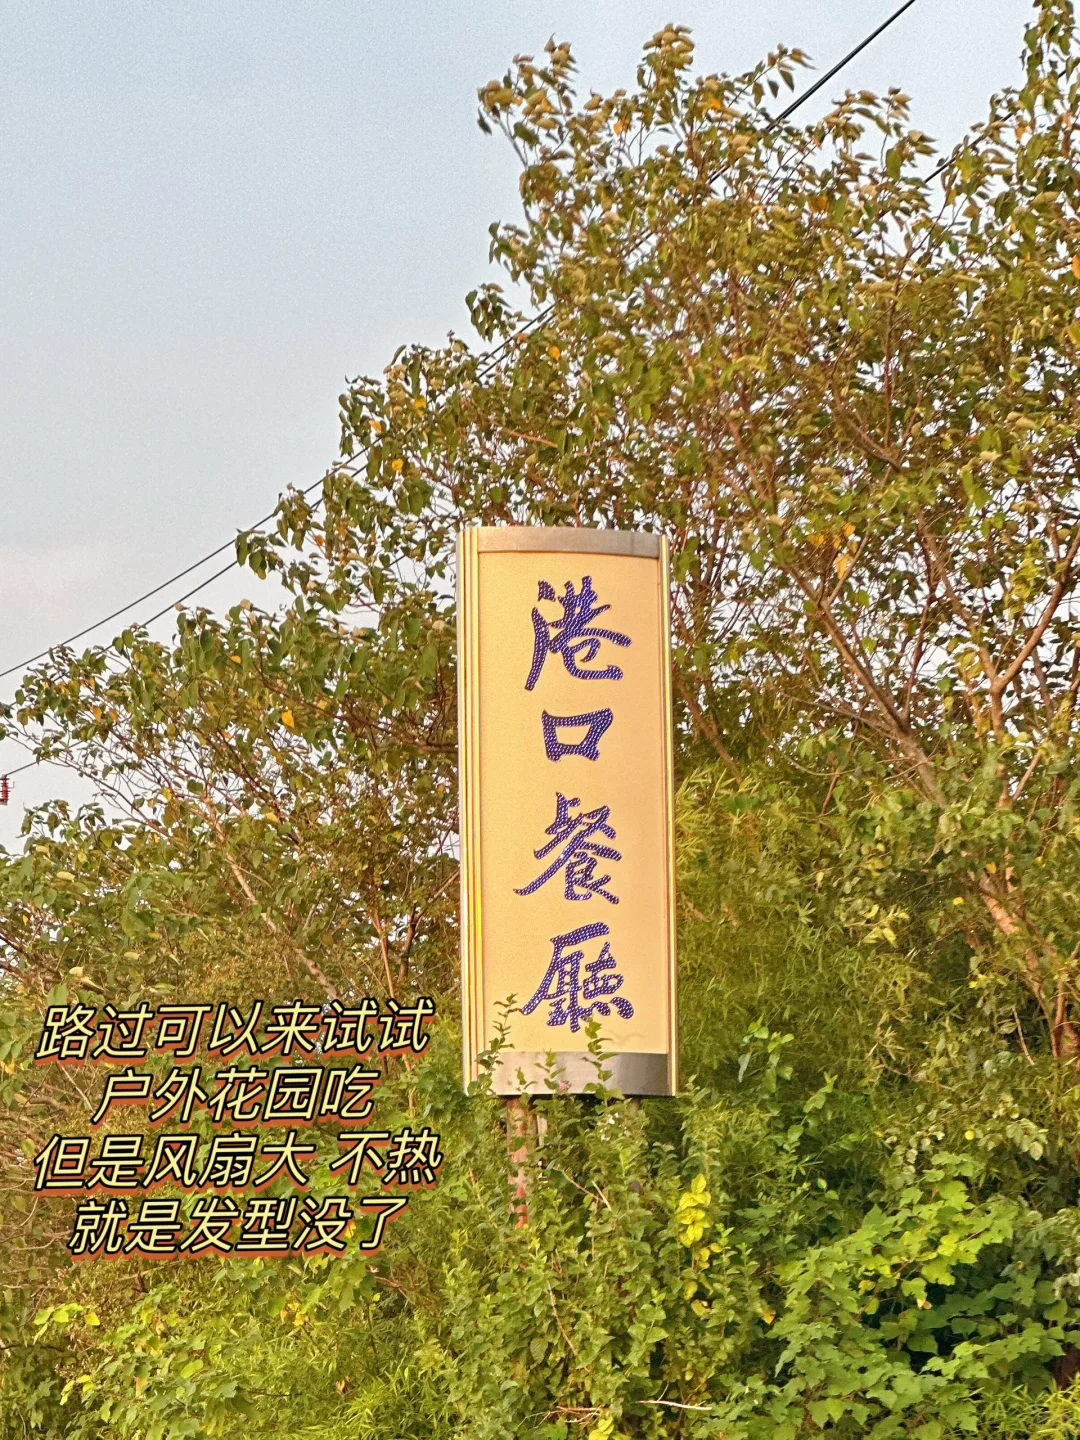 港口餐廳
路过可以来试试
户外花园吃
但是风扇大 不热
就是发型没了